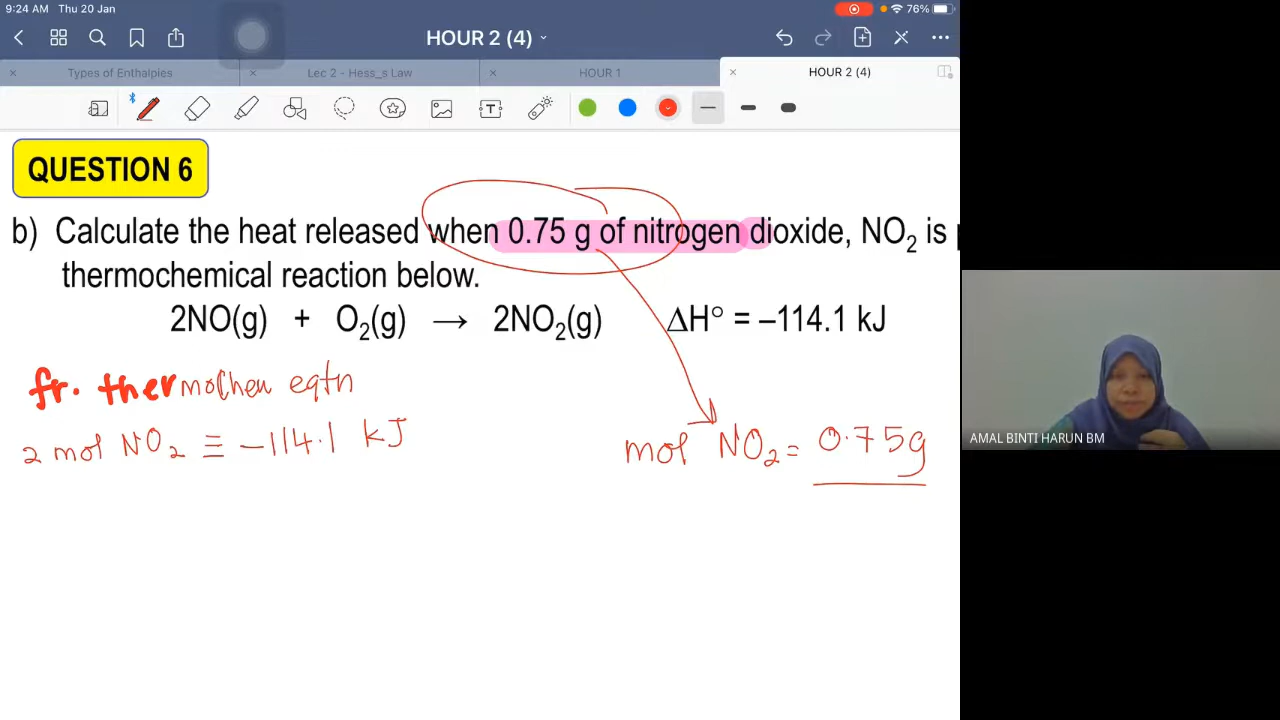 9:24 AM Thu 20 Jan
76%
HOUR 2 (4)
Types of Enthalpies
Lec 2 - Hess_s Law
HOUR 1
HOUR 2 (4)
QUESTION 6
b) Calculate the heat released when 0.75 g of nitrogen dioxide, NO₂ is
thermochemical reaction below.
2NO(g) + O₂(g) → 2NO₂(g) ΔH° = –114.1 kJ
fr. thermochem eqtn
2 mol NO₂ ≡ –114.1 kJ
mol NO₂ = 0.75g
AMAL BINTI HARUN BM